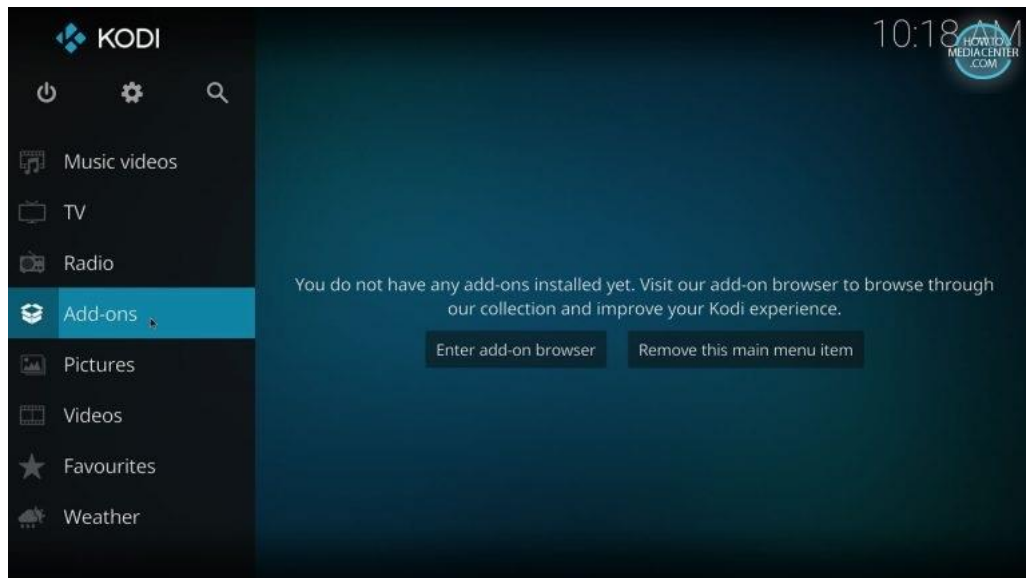 KODI
10:18 AM
HOWTO
MEDIACENTER
.COM
Music videos
TV
Radio
Add-ons
Pictures
Videos
Favourites
Weather
You do not have any add-ons installed yet. Visit our add-on browser to browse through
our collection and improve your Kodi experience.
Enter add-on browser
Remove this main menu item